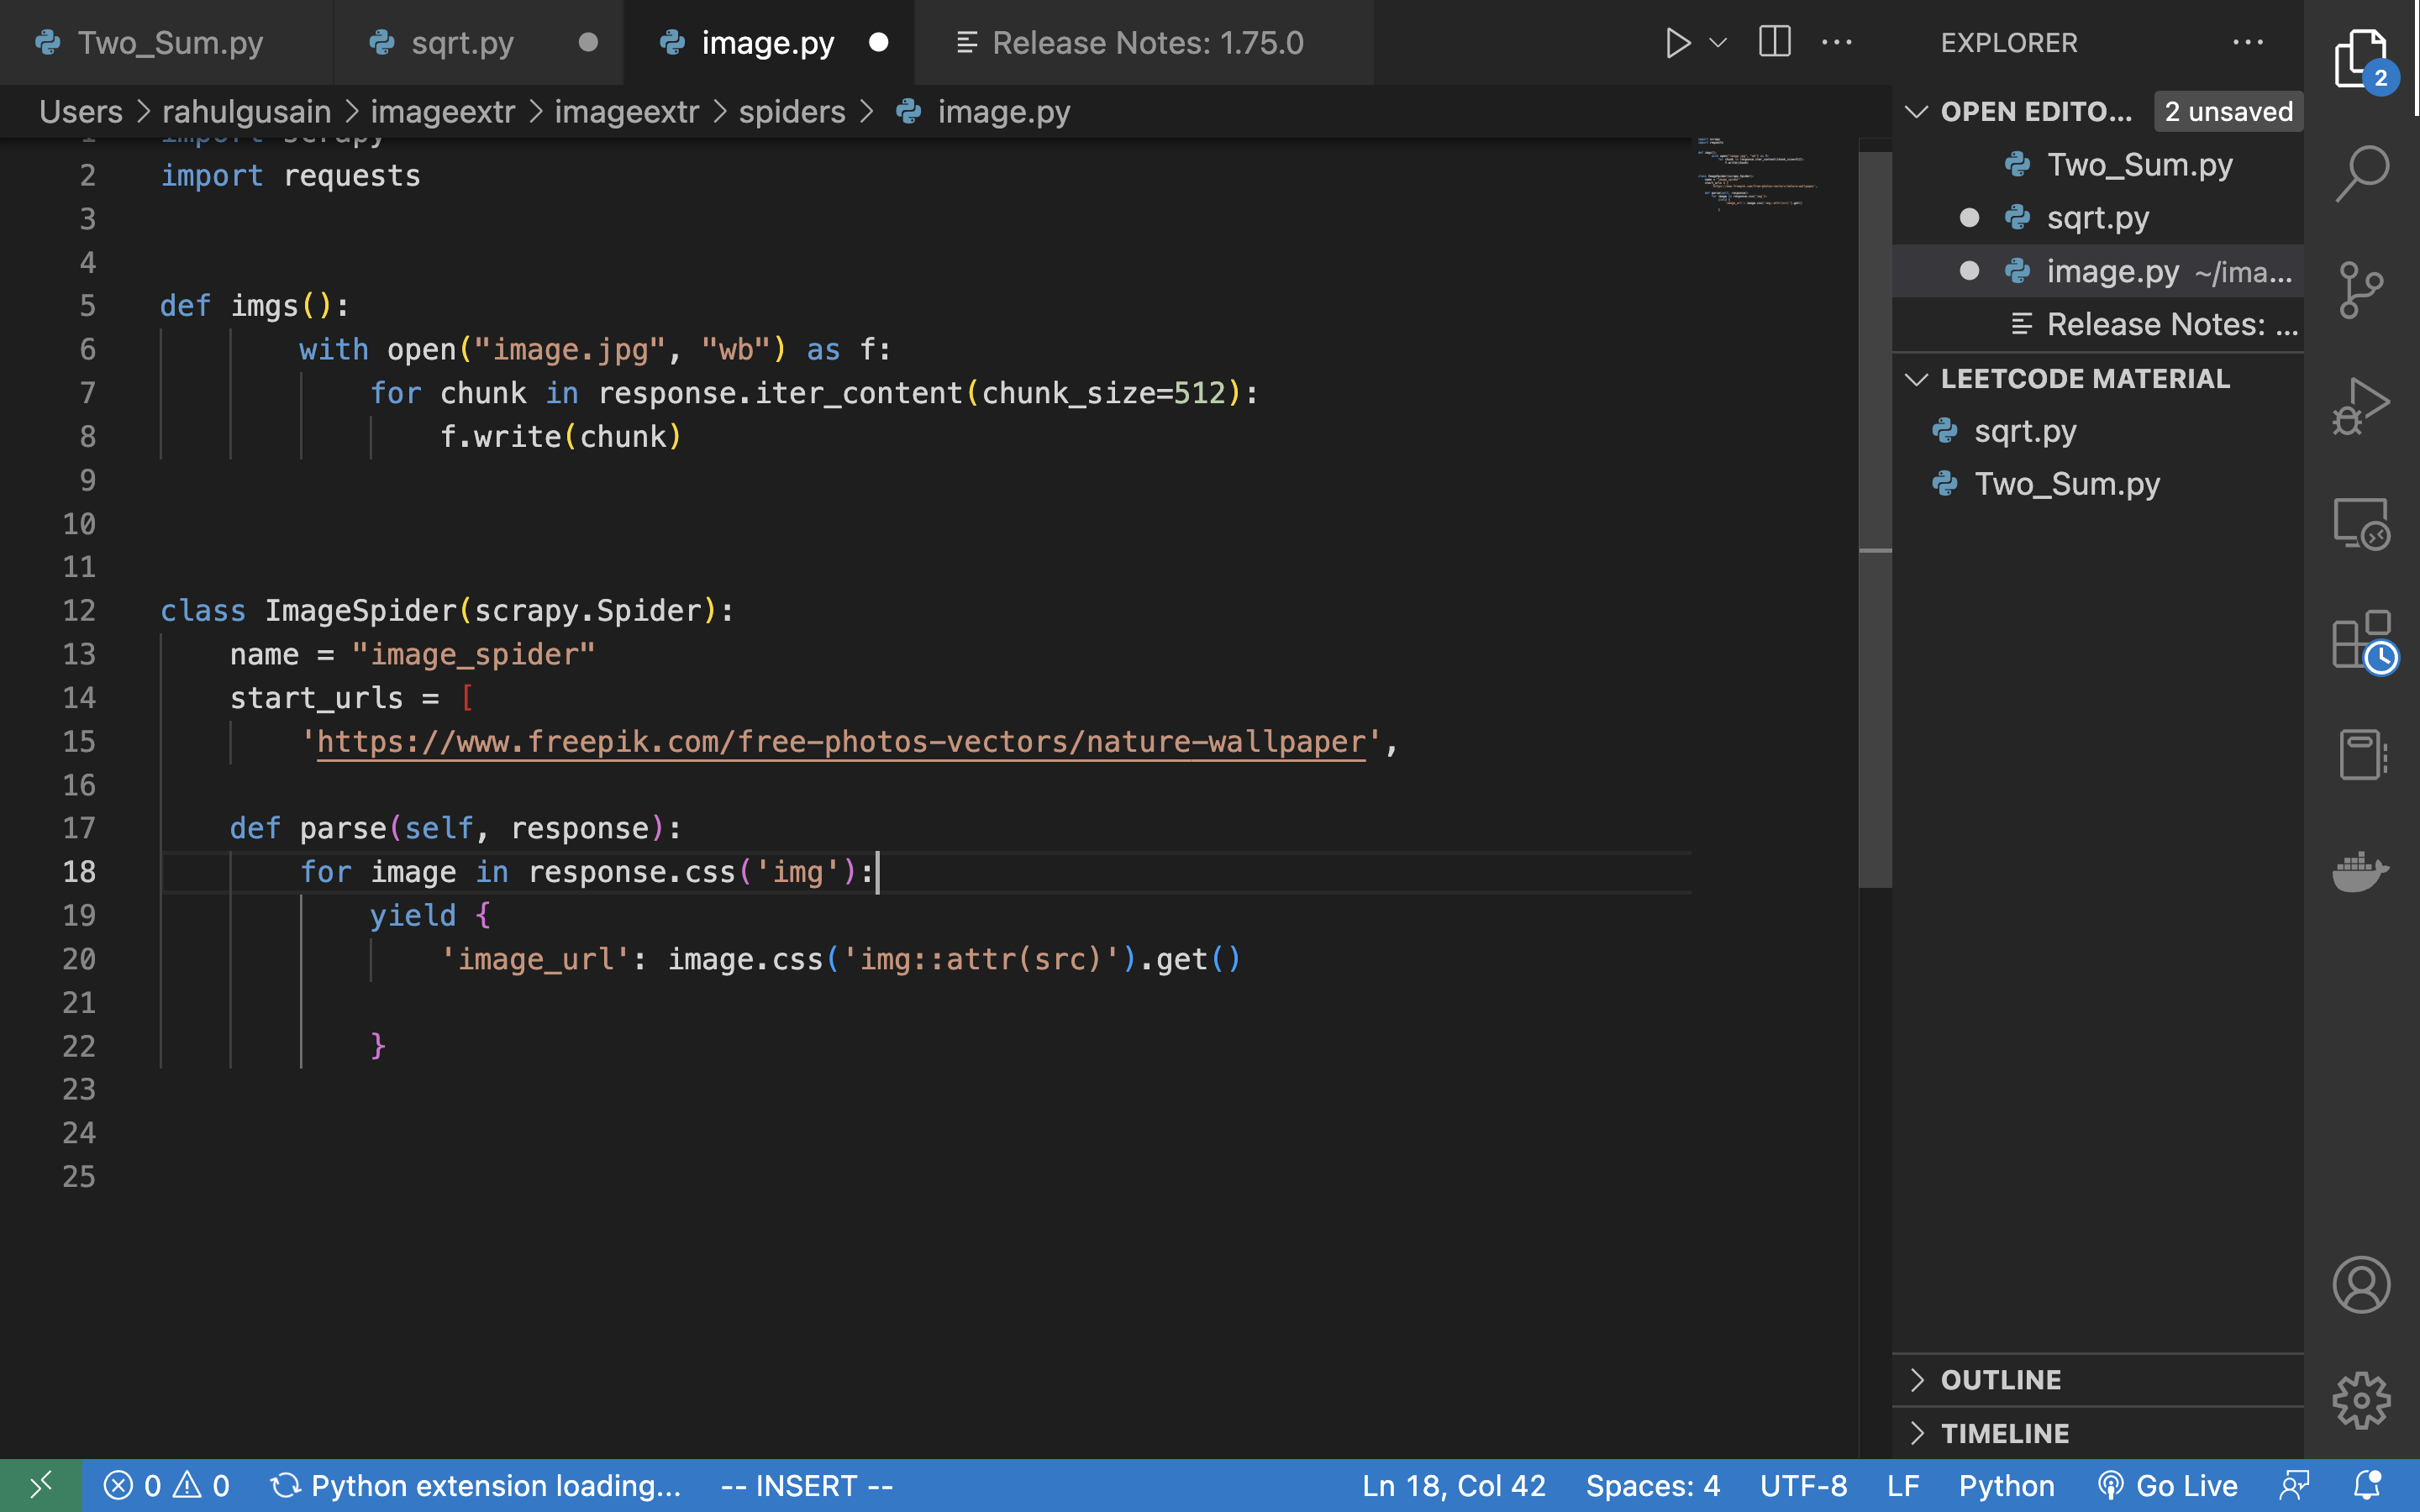 Two_Sum.py sqrt.py image.py Release Notes: 1.75.0
Users > rahulgusain > imageextr > imageextr > spiders > image.py
1 import scrapy
2 import requests
3
4
5 def imgs():
6 with open("image.jpg", "wb") as f:
7 for chunk in response.iter_content(chunk_size=512):
8 f.write(chunk)
9
10
11
12 class ImageSpider(scrapy.Spider):
13 name = "image_spider"
14 start_urls = [
15 'https://www.freepik.com/free-photos-vectors/nature-wallpaper',
16
17 def parse(self, response):
18 for image in response.css('img'):
19 yield {
20 'image_url': image.css('img::attr(src)').get()
21
22 }
23
24
25
EXPLORER
OPEN EDITO... 2 unsaved
Two_Sum.py
sqrt.py
image.py ~/ima...
Release Notes: ...
LEETCODE MATERIAL
sqrt.py
Two_Sum.py
OUTLINE
TIMELINE
2
0 0 Python extension loading... -- INSERT -- Ln 18, Col 42 Spaces: 4 UTF-8 LF Python Go Live